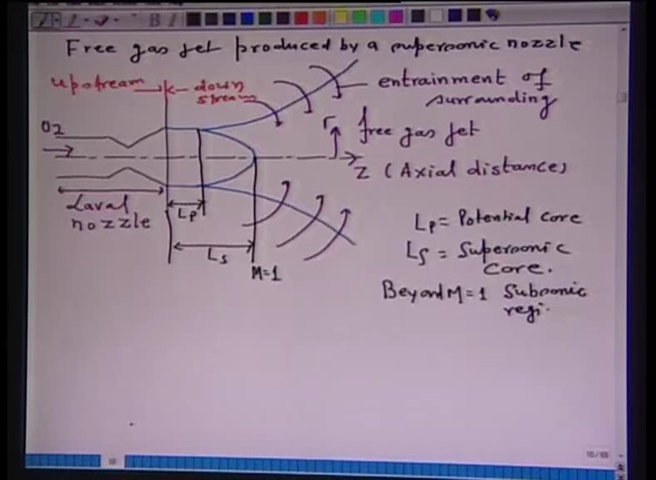 Free gas jet produced by a supersonic nozzle
upstream
down
stream
entrainment of
surrounding
O2
r
free gas jet
Z (Axial distance)
Laval
nozzle
Lp
Ls
M=1
Lp = Potential core
Ls = Supersonic
core.
Beyond M=1 Subsonic
regi